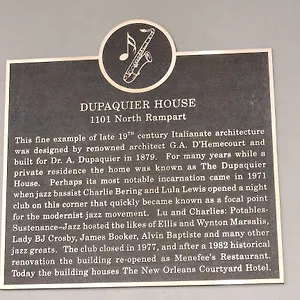 DUPAQUIER HOUSE
1101 North Rampart
This fine example of late 19TH century Italianate architecture
was designed by renowned architect G.A. D'Hemecourt and
built for Dr. A. Dupaquier in 1879. For many years while a
private residence the home was known as The Dupaquier
House. Perhaps its most notable incarnation came in 1971
when jazz bassist Charlie Bering and Lula Lewis opened a night
club on this corner that quickly became known as a focal point
for the modernist jazz movement. Lu and Charlies: Potables-
Sustenance–Jazz hosted the likes of Ellis and Wynton Marsalis,
Lady BJ Crosby, James Booker, Alvin Baptiste and many other
jazz greats. The club closed in 1977, and after a 1982 historical
renovation the building re-opened as Menefee's Restaurant.
Today the building houses The New Orleans Courtyard Hotel.